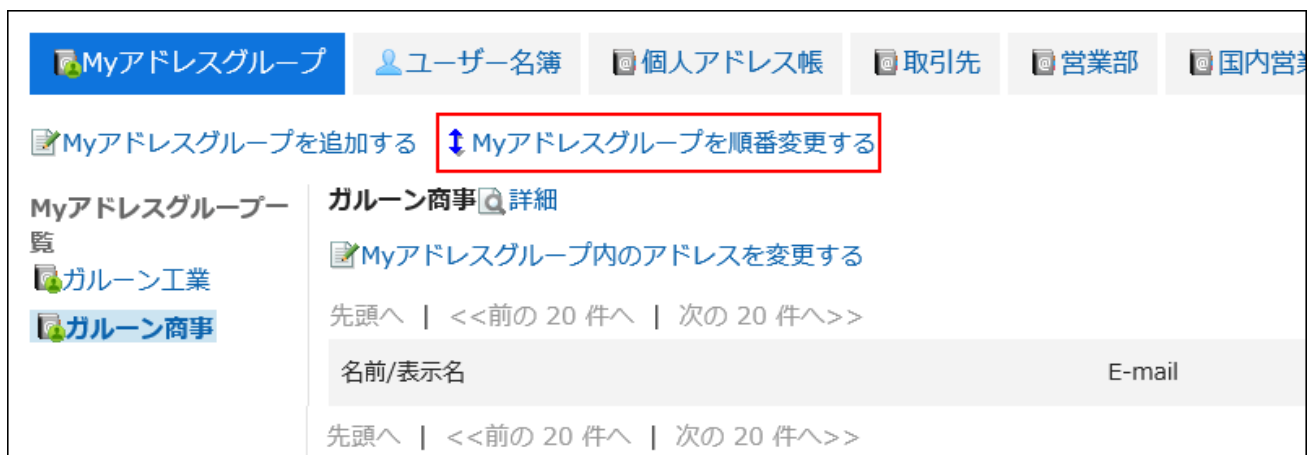 Myアドレスグループ ユーザー名簿 個人アドレス帳 取引先 営業部 国内営業
Myアドレスグループを追加する Myアドレスグループを順番変更する
Myアドレスグループ一
覧
ガルーン工業
ガルーン商事
ガルーン商事 詳細
Myアドレスグループ内のアドレスを変更する
先頭へ | <<前の 20 件へ | 次の 20 件へ>>
名前/表示名 E-mail
先頭へ | <<前の 20 件へ | 次の 20 件へ>>